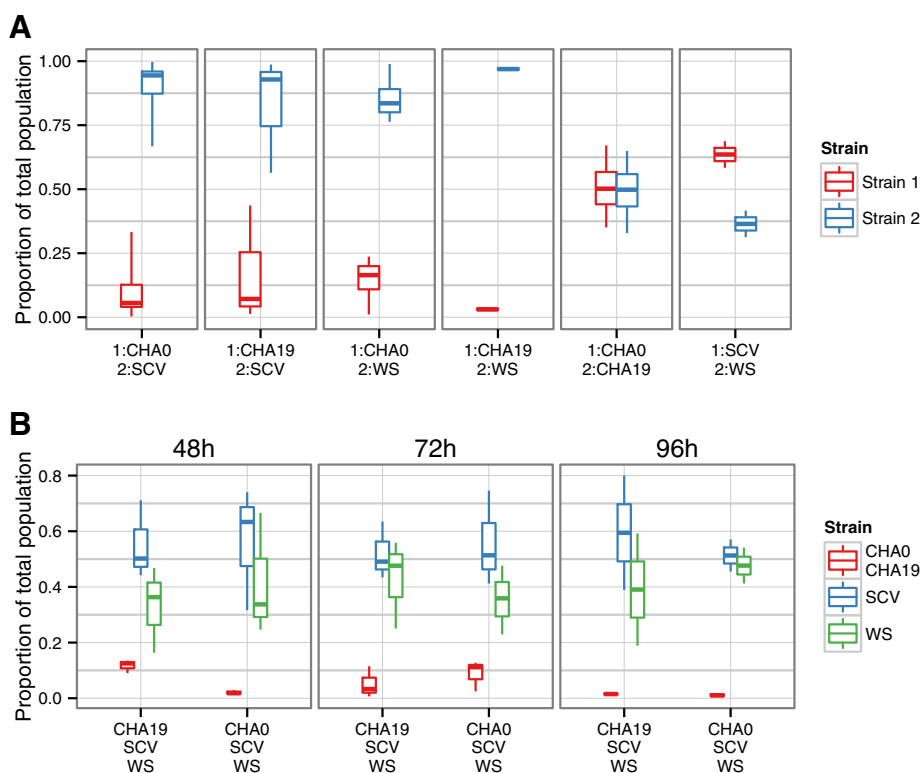 A
Proportion of total population
1.00
0.75
0.50
0.25
0.00
1:CHA0
2:SCV
1:CHA19
2:SCV
1:CHA0
2:WS
1:CHA19
2:WS
1:CHA0
2:CHA19
1:SCV
2:WS
Strain
Strain 1
Strain 2
B
48h
72h
96h
Proportion of total population
0.8
0.6
0.4
0.2
0.0
CHA19
SCV
WS
CHA0
SCV
WS
CHA19
SCV
WS
CHA0
SCV
WS
CHA19
SCV
WS
CHA0
SCV
WS
Strain
CHA0
CHA19
SCV
WS